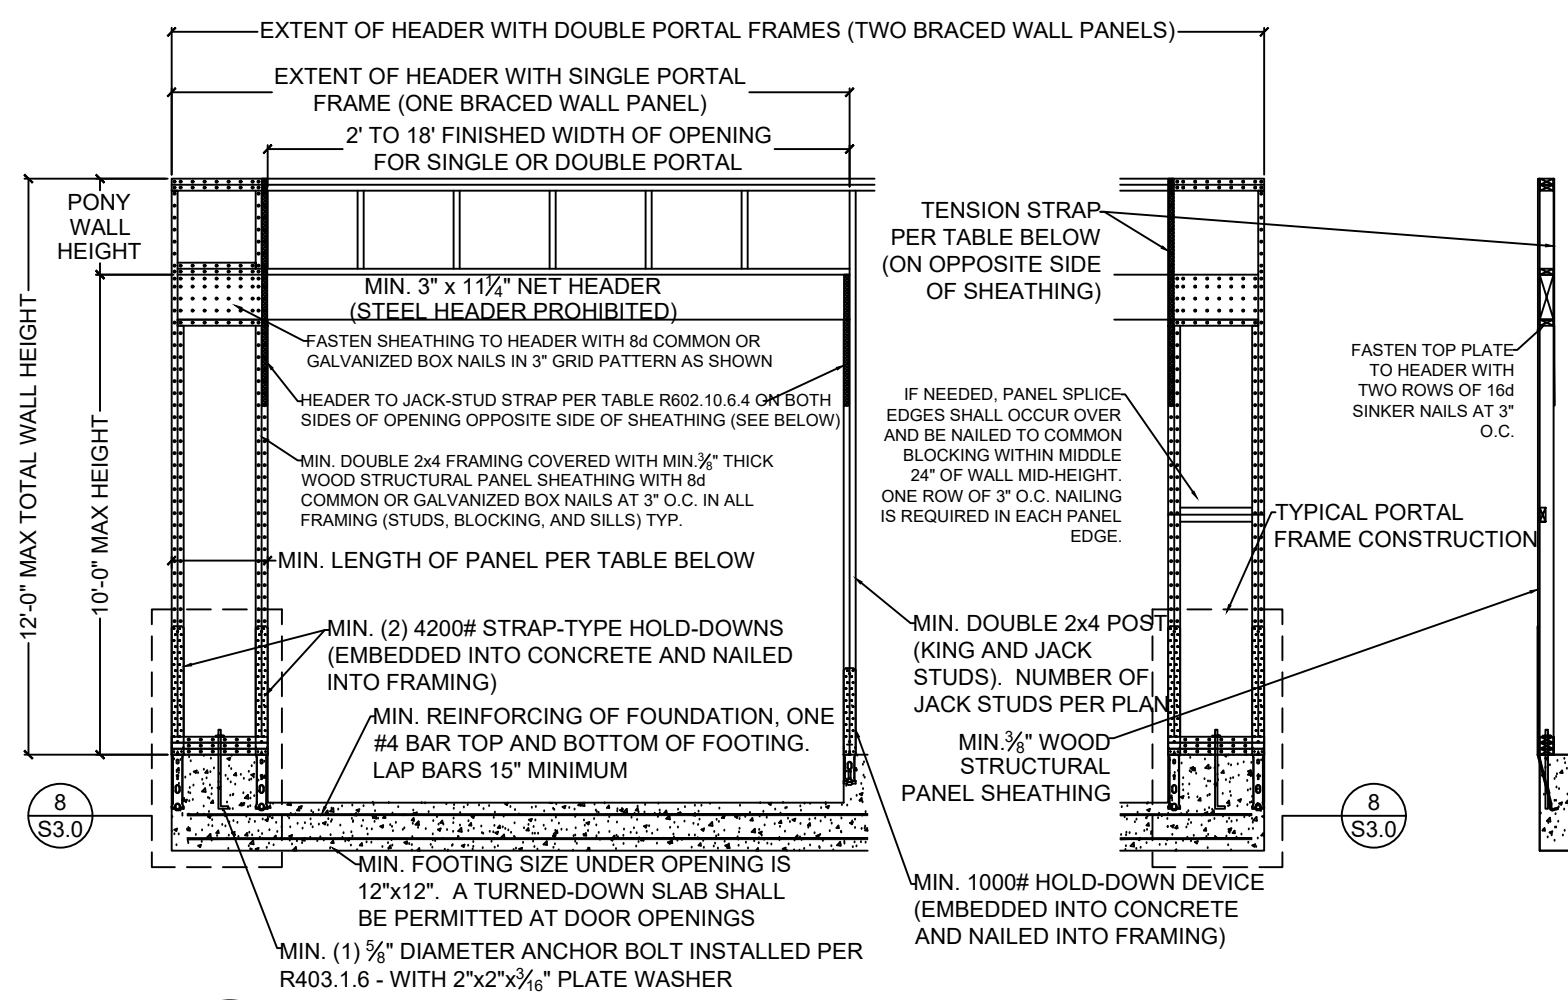 EXTENT OF HEADER WITH DOUBLE PORTAL FRAMES (TWO BRACED WALL PANELS)
EXTENT OF HEADER WITH SINGLE PORTAL
FRAME (ONE BRACED WALL PANEL)
2' TO 18' FINISHED WIDTH OF OPENING
FOR SINGLE OR DOUBLE PORTAL
PONY
WALL
HEIGHT
12'-0" MAX TOTAL WALL HEIGHT
10'-0" MAX HEIGHT
MIN. 3" x 11¼" NET HEADER
(STEEL HEADER PROHIBITED)
FASTEN SHEATHING TO HEADER WITH 8d COMMON OR
GALVANIZED BOX NAILS IN 3" GRID PATTERN AS SHOWN
HEADER TO JACK-STUD STRAP PER TABLE R602.10.6.4 ON BOTH
SIDES OF OPENING OPPOSITE SIDE OF SHEATHING (SEE BELOW)
MIN. DOUBLE 2x4 FRAMING COVERED WITH MIN.⅜" THICK
WOOD STRUCTURAL PANEL SHEATHING WITH 8d
COMMON OR GALVANIZED BOX NAILS AT 3" O.C. IN ALL
FRAMING (STUDS, BLOCKING, AND SILLS) TYP.
MIN. LENGTH OF PANEL PER TABLE BELOW
MIN. (2) 4200# STRAP-TYPE HOLD-DOWNS
(EMBEDDED INTO CONCRETE AND NAILED
INTO FRAMING)
MIN. REINFORCING OF FOUNDATION, ONE
#4 BAR TOP AND BOTTOM OF FOOTING.
LAP BARS 15" MINIMUM
8
S3.0
MIN. FOOTING SIZE UNDER OPENING IS
12"x12".  A TURNED-DOWN SLAB SHALL
BE PERMITTED AT DOOR OPENINGS
MIN. (1) ⅝" DIAMETER ANCHOR BOLT INSTALLED PER
R403.1.6 - WITH 2"x2"x3⁄16" PLATE WASHER
TENSION STRAP
PER TABLE BELOW
(ON OPPOSITE SIDE
OF SHEATHING)
IF NEEDED, PANEL SPLICE
EDGES SHALL OCCUR OVER
AND BE NAILED TO COMMON
BLOCKING WITHIN MIDDLE
24" OF WALL MID-HEIGHT.
ONE ROW OF 3" O.C. NAILING
IS REQUIRED IN EACH PANEL
EDGE.
FASTEN TOP PLATE
TO HEADER WITH
TWO ROWS OF 16d
SINKER NAILS AT 3"
O.C.
TYPICAL PORTAL
FRAME CONSTRUCTION
MIN. DOUBLE 2x4 POST
(KING AND JACK
STUDS).  NUMBER OF
JACK STUDS PER PLAN
MIN.⅜" WOOD
STRUCTURAL
PANEL SHEATHING
8
S3.0
MIN. 1000# HOLD-DOWN DEVICE
(EMBEDDED INTO CONCRETE
AND NAILED INTO FRAMING)